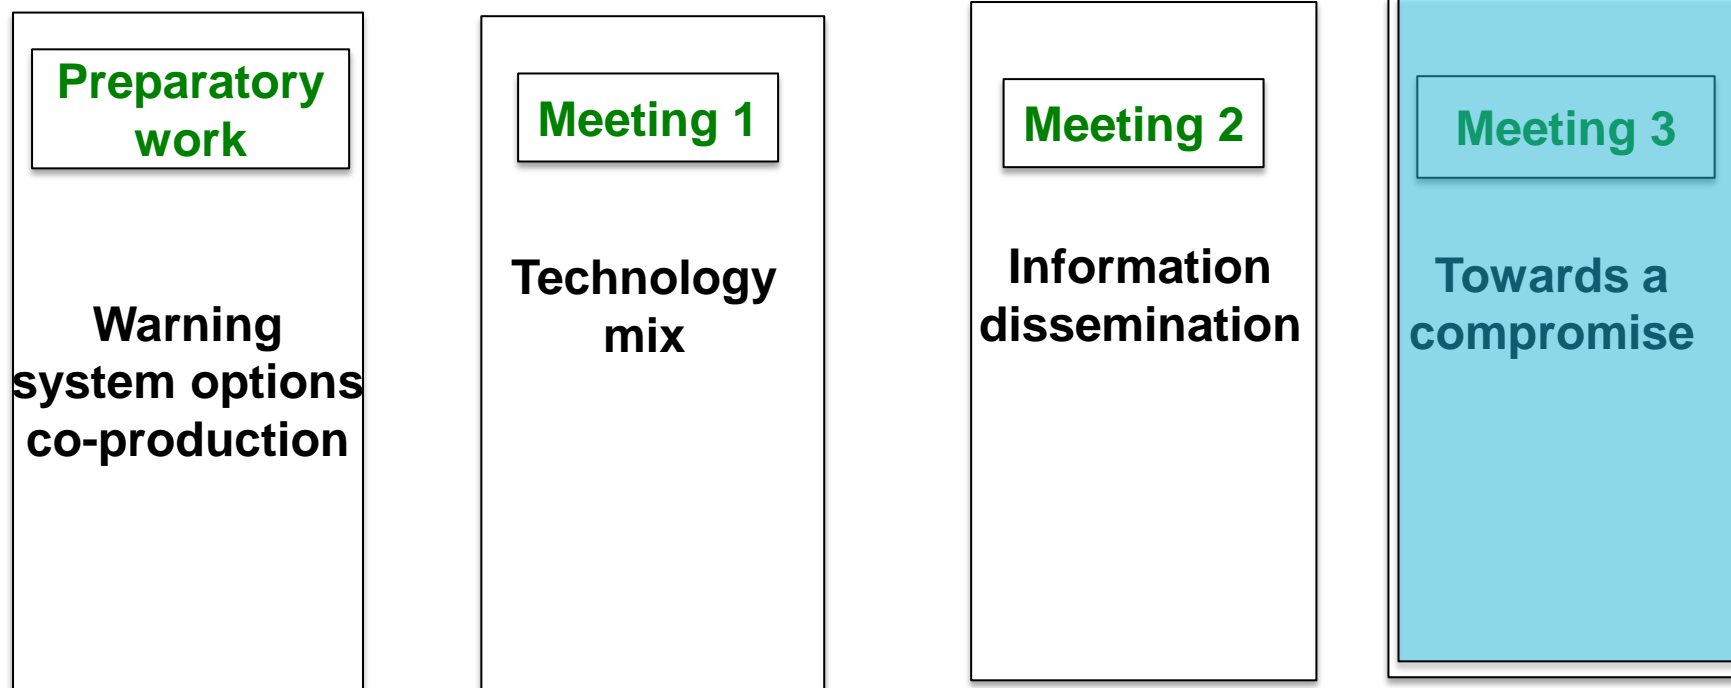 Preparatory
work
Warning
system options
co-production
Meeting 1
Technology
mix
Meeting 2
Information
dissemination
Meeting 3
Towards a
compromise